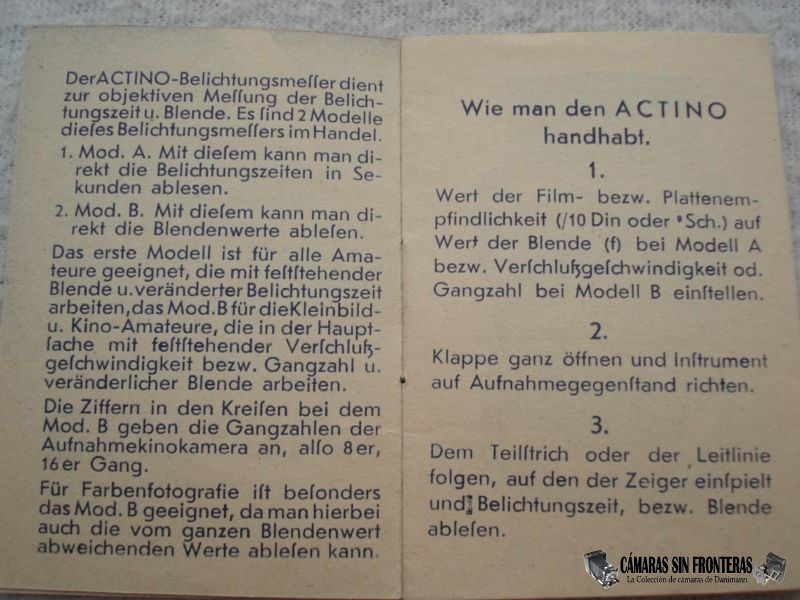 Der ACTINO-Belichtungsmeſſer dient
zur objektiven Meſſung der Belich-
tungszeit u. Blende. Es ſind 2 Modelle
dieſes Belichtungsmeſſers im Handel.
1. Mod. A. Mit dieſem kann man di-
rekt die Belichtungszeiten in Se-
kunden ablesen.
2. Mod. B. Mit dieſem kann man di-
rekt die Blendenwerte ableſen.
Das erste Modell ist für alle Ama-
teure geeignet, die mit feſtſtehender
Blende u. veränderter Belichtungszeit
arbeiten, das Mod. B für die Kleinbild-
u. Kino-Amateure, die in der Haupt-
ſache mit feſtſtehender Verſchluß-
geſchwindigkeit bezw. Gangzahl u.
veränderlicher Blende arbeiten.
Die Ziffern in den Kreiſen bei dem
Mod. B geben die Gangzahlen der
Aufnahmekinokamera an, alſo 8 er,
16 er Gang.
Für Farbenfotografie iſt beſonders
das Mod. B geeignet, da man hierbei
auch die vom ganzen Blendenwert
abweichenden Werte ableſen kann.
Wie man den ACTINO
handhabt.
1.
Wert der Film- bezw. Plattenem-
pfindlichkeit (/10 Din oder °Sch.) auf
Wert der Blende (f) bei Modell A
bezw. Verſchlußgeſchwindigkeit od.
Gangzahl bei Modell B einſtellen.
2.
Klappe ganz öffnen und Inſtrument
auf Aufnahmegegenſtand richten.
3.
Dem Teilſtrich oder der Leitlinie
folgen, auf den der Zeiger einſpielt
und Belichtungszeit, bezw. Blende
ableſen.
CÁMARAS SIN FRONTERAS
La Colección de cámaras de Danimann